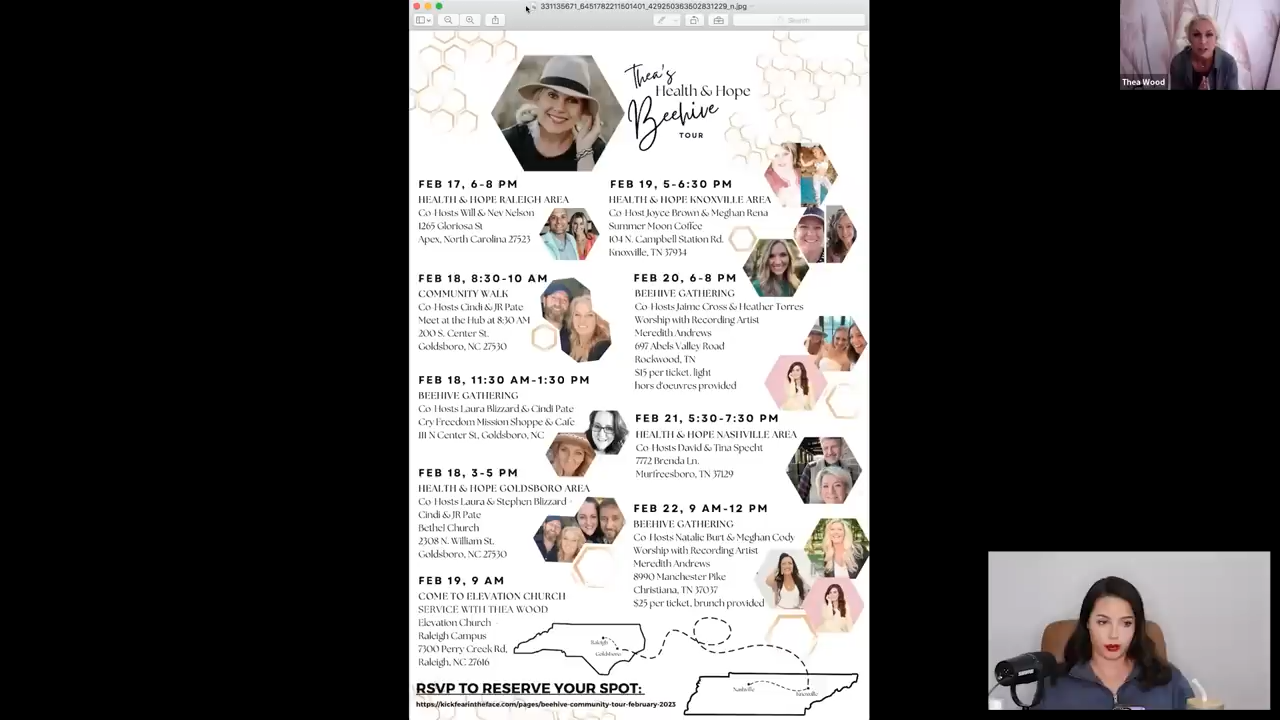 331135671_6451782211501401_429250363502831229_n.jpg
Search
Thea Wood
Thea's
Health & Hope
Beehive
TOUR
FEB 17, 6-8 PM
HEALTH & HOPE RALEIGH AREA
Co-Hosts Will & Nev Nelson
1265 Gloriosa St
Apex, North Carolina 27523
FEB 18, 8:30-10 AM
COMMUNITY WALK
Co-Hosts Cindi & JR Pate
Meet at the Hub at 8:30 AM
200 S. Center St.
Goldsboro, NC 27530
FEB 18, 11:30 AM-1:30 PM
BEEHIVE GATHERING
Co-Hosts Laura Blizzard & Cindi Pate
Cry Freedom Mission Shoppe & Cafe
111 N Center St, Goldsboro, NC
FEB 18, 3-5 PM
HEALTH & HOPE GOLDSBORO AREA
Co-Hosts Laura & Stephen Blizzard +
Cindi & JR Pate
Bethel Church
2308 N. William St.
Goldsboro, NC 27530
FEB 19, 9 AM
COME TO ELEVATION CHURCH
SERVICE WITH THEA WOOD
Elevation Church -
Raleigh Campus
7300 Perry Creek Rd,
Raleigh, NC 27616
FEB 19, 5-6:30 PM
HEALTH & HOPE KNOXVILLE AREA
Co-Host Joyce Brown & Meghan Rena
Summer Moon Coffee
104 N. Campbell Station Rd.
Knoxville, TN 37934
FEB 20, 6-8 PM
BEEHIVE GATHERING
Co-Hosts Jaime Cross & Heather Torres
Worship with Recording Artist
Meredith Andrews
697 Abels Valley Road
Rockwood, TN
$15 per ticket, light
hors d'oeuvres provided
FEB 21, 5:30-7:30 PM
HEALTH & HOPE NASHVILLE AREA
Co-Hosts David & Tina Specht
7772 Brenda Ln.
Murfreesboro, TN 37129
FEB 22, 9 AM-12 PM
BEEHIVE GATHERING
Co-Hosts Natalie Burt & Meghan Cody
Worship with Recording Artist
Meredith Andrews
8990 Manchester Pike
Christiana, TN 37037
$25 per ticket, brunch provided
Raleigh
Goldsboro
Nashville
Knoxville
RSVP TO RESERVE YOUR SPOT:
https://kickfearintheface.com/pages/beehive-community-tour-february-2023